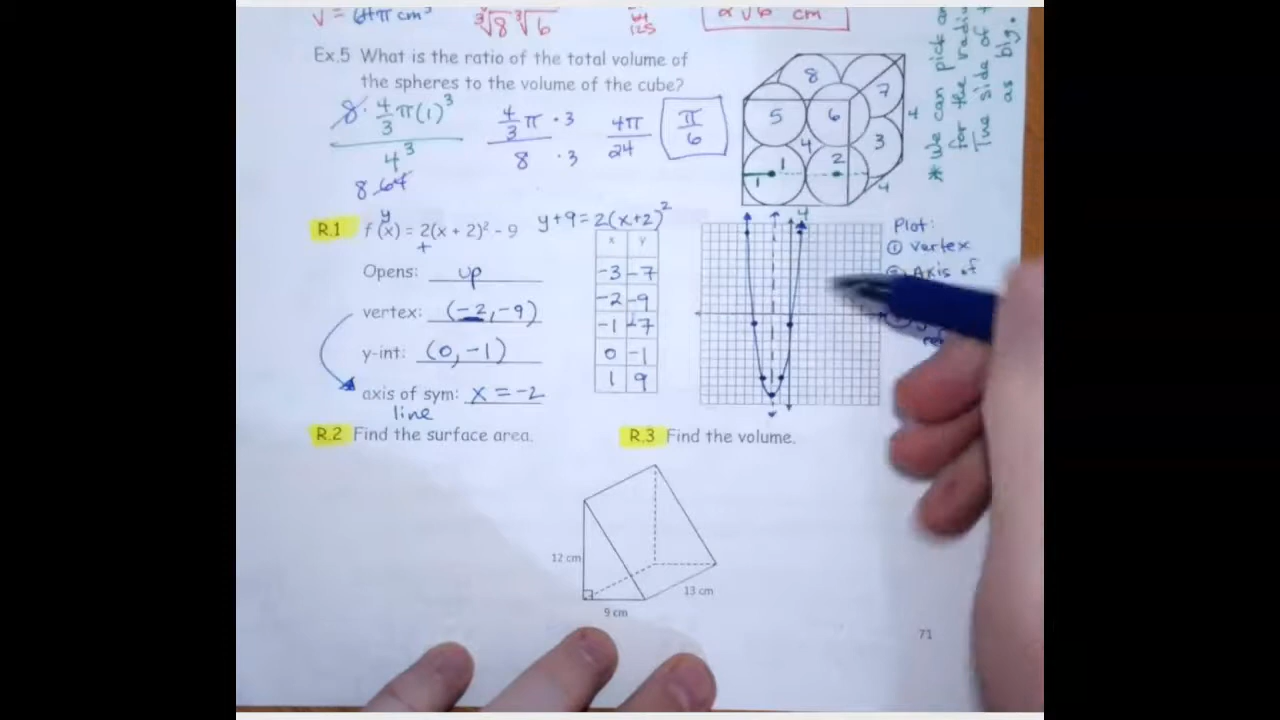 Ex.5 What is the ratio of the total volume of
the spheres to the volume of the cube?
8 · 4/3 π(1)³
4³
8 · 64
4/3 π · 3
8 · 3
4π
24
π
6
8
7
5 6
4 3
1 2
1
4
4
4
* We can pick
for the
The side of
as big.
R.1 f(x) = 2(x + 2)² - 9 y+9=2(x+2)²
y
+
Opens: up
vertex: (-2,-9)
y-int: (0,-1)
axis of sym: x = -2
line
x y
-3 -7
-2 -9
-1 -7
0 -1
1 9
Plot:
① vertex
② Axis of
R.2 Find the surface area.
R.3 Find the volume.
12 cm
13 cm
9 cm
71